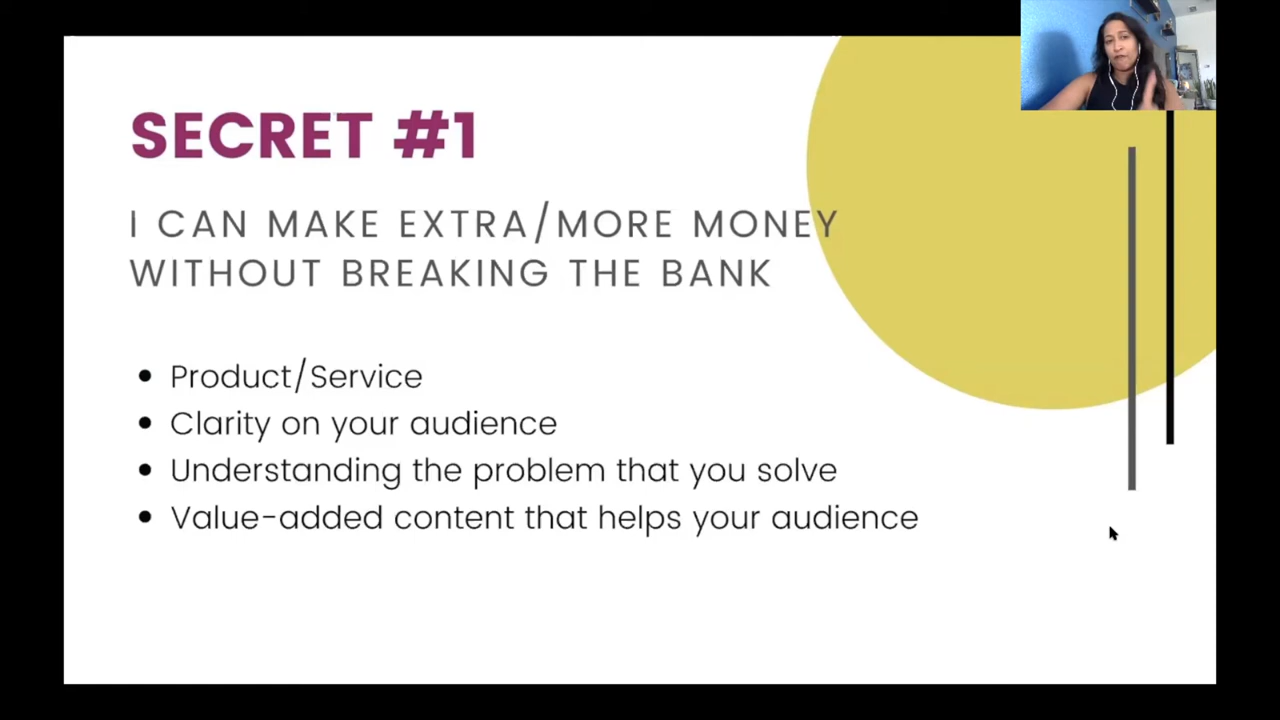 SECRET #1
I CAN MAKE EXTRA/MORE MONEY
WITHOUT BREAKING THE BANK
• Product/Service
• Clarity on your audience
• Understanding the problem that you solve
• Value-added content that helps your audience